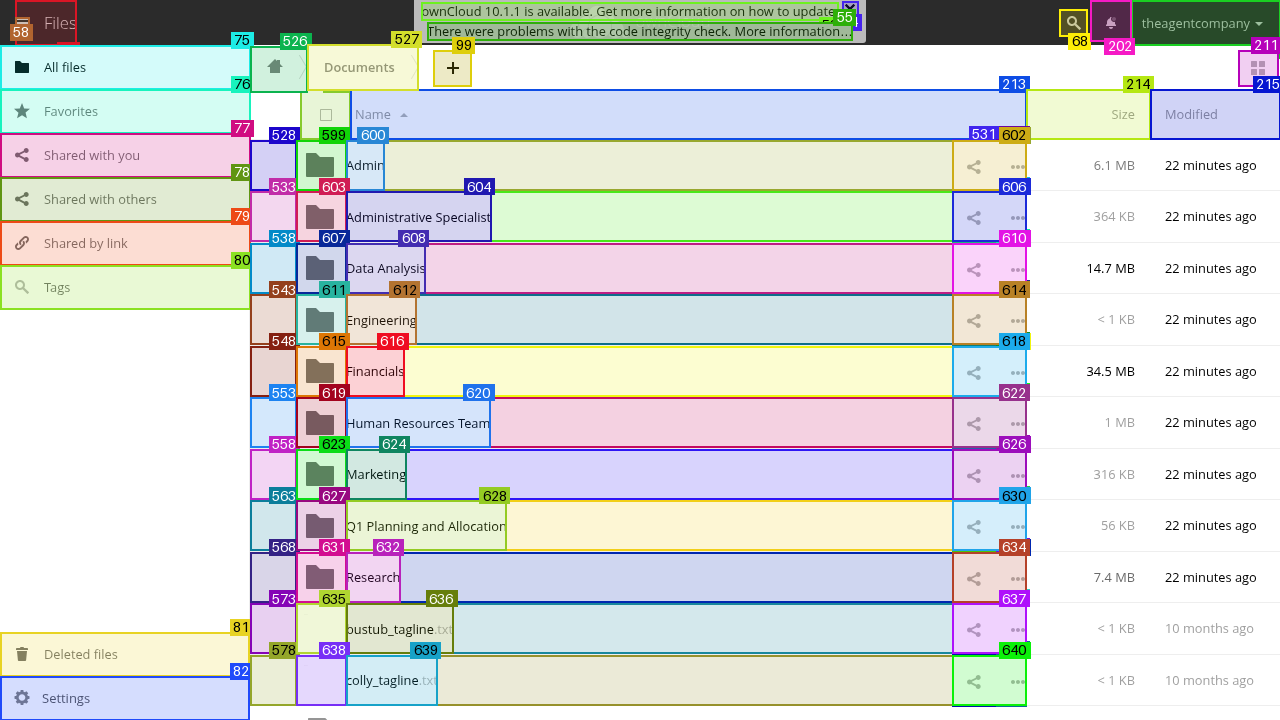 Files
ownCloud 10.1.1 is available. Get more information on how to update
There were problems with the code integrity check. More information…
theagentcompany
58
55
68
202
75
526
527
99
211
All files
Documents
+
76
213
214
215
Favorites
Name
Size
Modified
77
528
599
600
531
602
Shared with you
Admin
6.1 MB
22 minutes ago
78
533
603
604
606
Shared with others
Administrative Specialist
364 KB
22 minutes ago
79
538
607
608
610
Shared by link
Data Analysis
14.7 MB
22 minutes ago
80
543
611
612
614
Tags
Engineering
< 1 KB
22 minutes ago
548
615
616
618
Financials
34.5 MB
22 minutes ago
553
619
620
622
Human Resources Team
1 MB
22 minutes ago
558
623
624
626
Marketing
316 KB
22 minutes ago
563
627
628
630
Q1 Planning and Allocation
56 KB
22 minutes ago
568
631
632
634
Research
7.4 MB
22 minutes ago
573
635
636
637
bustub_tagline.txt
< 1 KB
10 months ago
81
578
638
639
640
Deleted files
colly_tagline.txt
< 1 KB
10 months ago
82
Settings